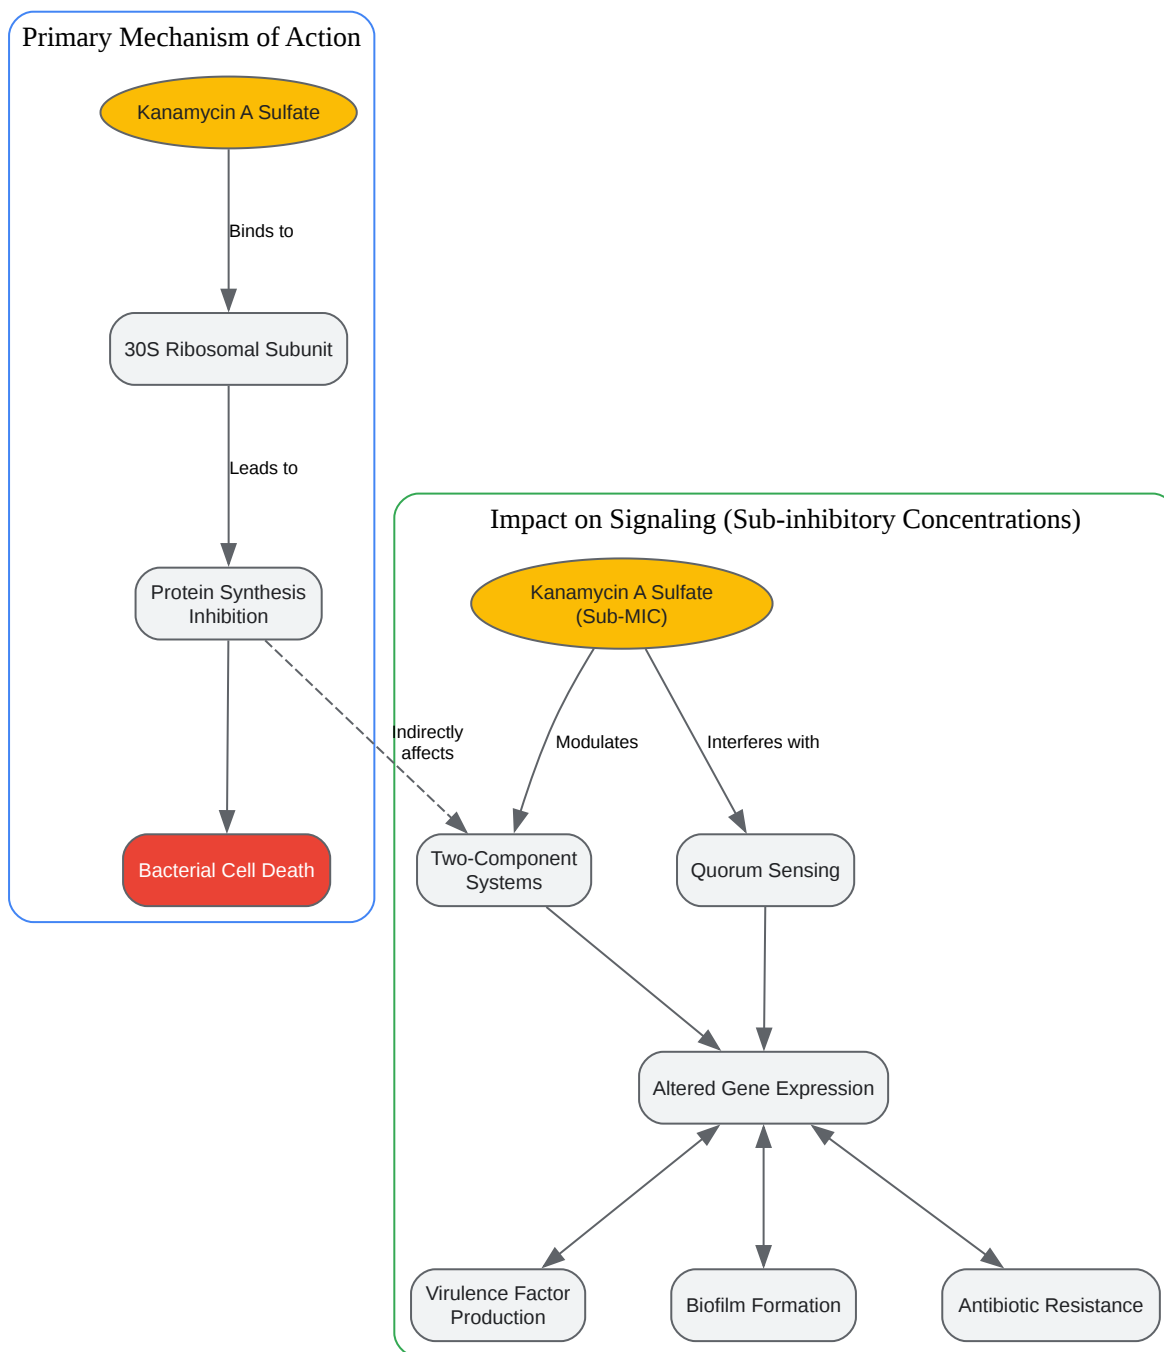 Primary Mechanism of Action
Kanamycin A Sulfate
Binds to
30S Ribosomal Subunit
Leads to
Protein Synthesis
Inhibition
Bacterial Cell Death
Indirectly
affects
Impact on Signaling (Sub-inhibitory Concentrations)
Kanamycin A Sulfate
(Sub-MIC)
Modulates
Interferes with
Two-Component
Systems
Quorum Sensing
Altered Gene Expression
Virulence Factor
Production
Biofilm Formation
Antibiotic Resistance